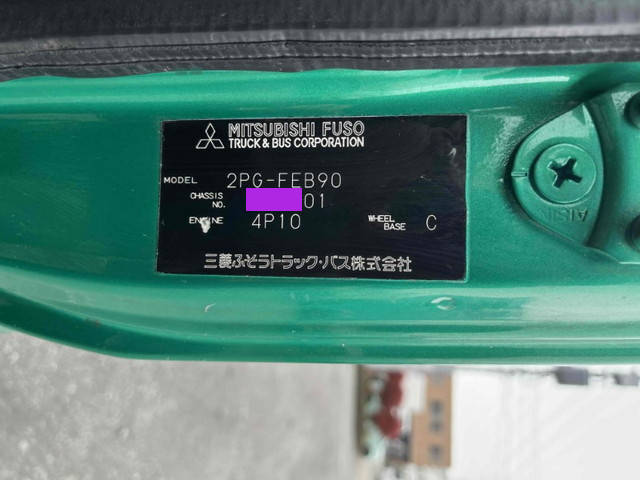 MITSUBISHI FUSO
TRUCK & BUS CORPORATION
MODEL 2PG-FEB90
CHASSIS NO. 01
ENGINE 4P10 WHEEL BASE C
三菱ふそうトラック・バス株式会社
AISIN